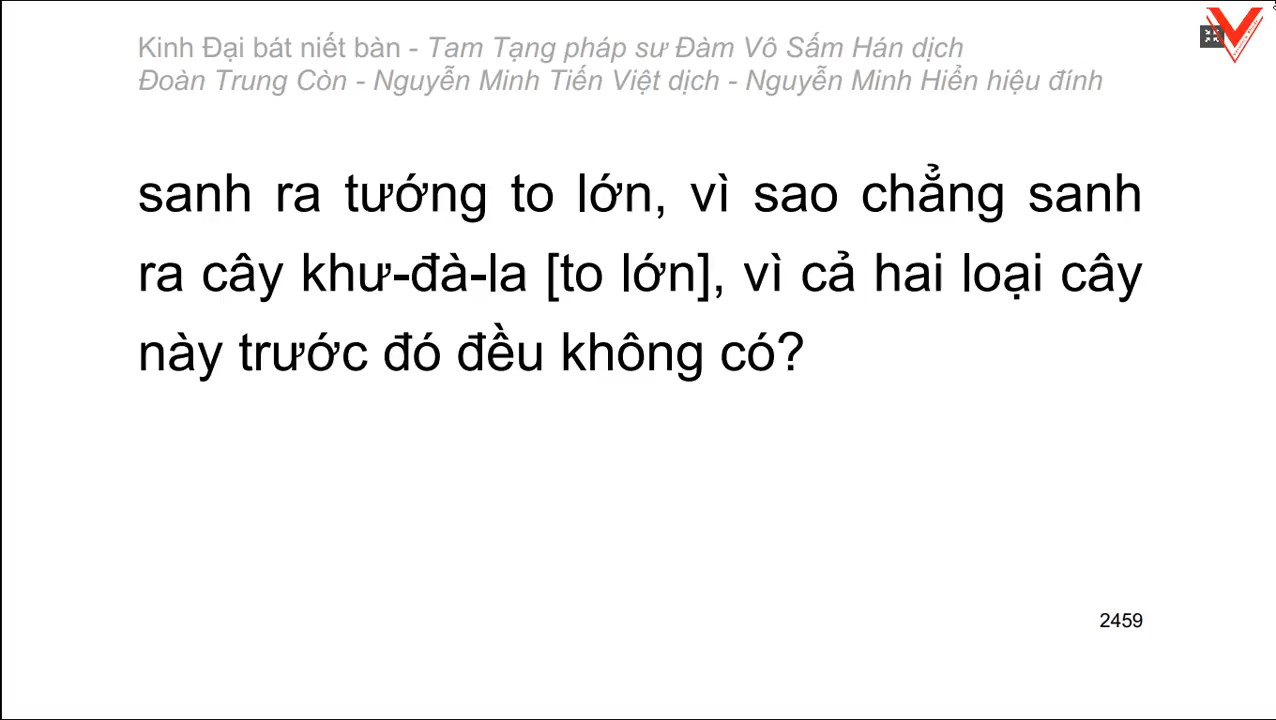 Kinh Đại bát niết bàn - Tam Tạng pháp sư Đàm Vô Sấm Hán dịch
Đoàn Trung Còn - Nguyễn Minh Tiến Việt dịch - Nguyễn Minh Hiển hiệu đính
sanh ra tướng to lớn, vì sao chẳng sanh
ra cây khư-đà-la [to lớn], vì cả hai loại cây
này trước đó đều không có?
2459